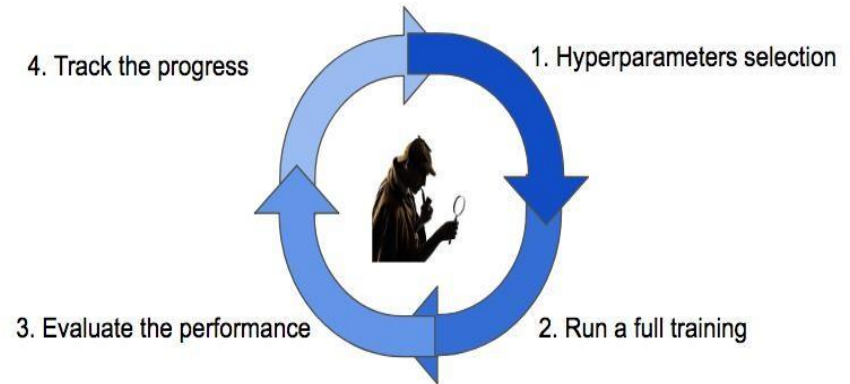 1. Hyperparameters selection
2. Run a full training
3. Evaluate the performance
4. Track the progress